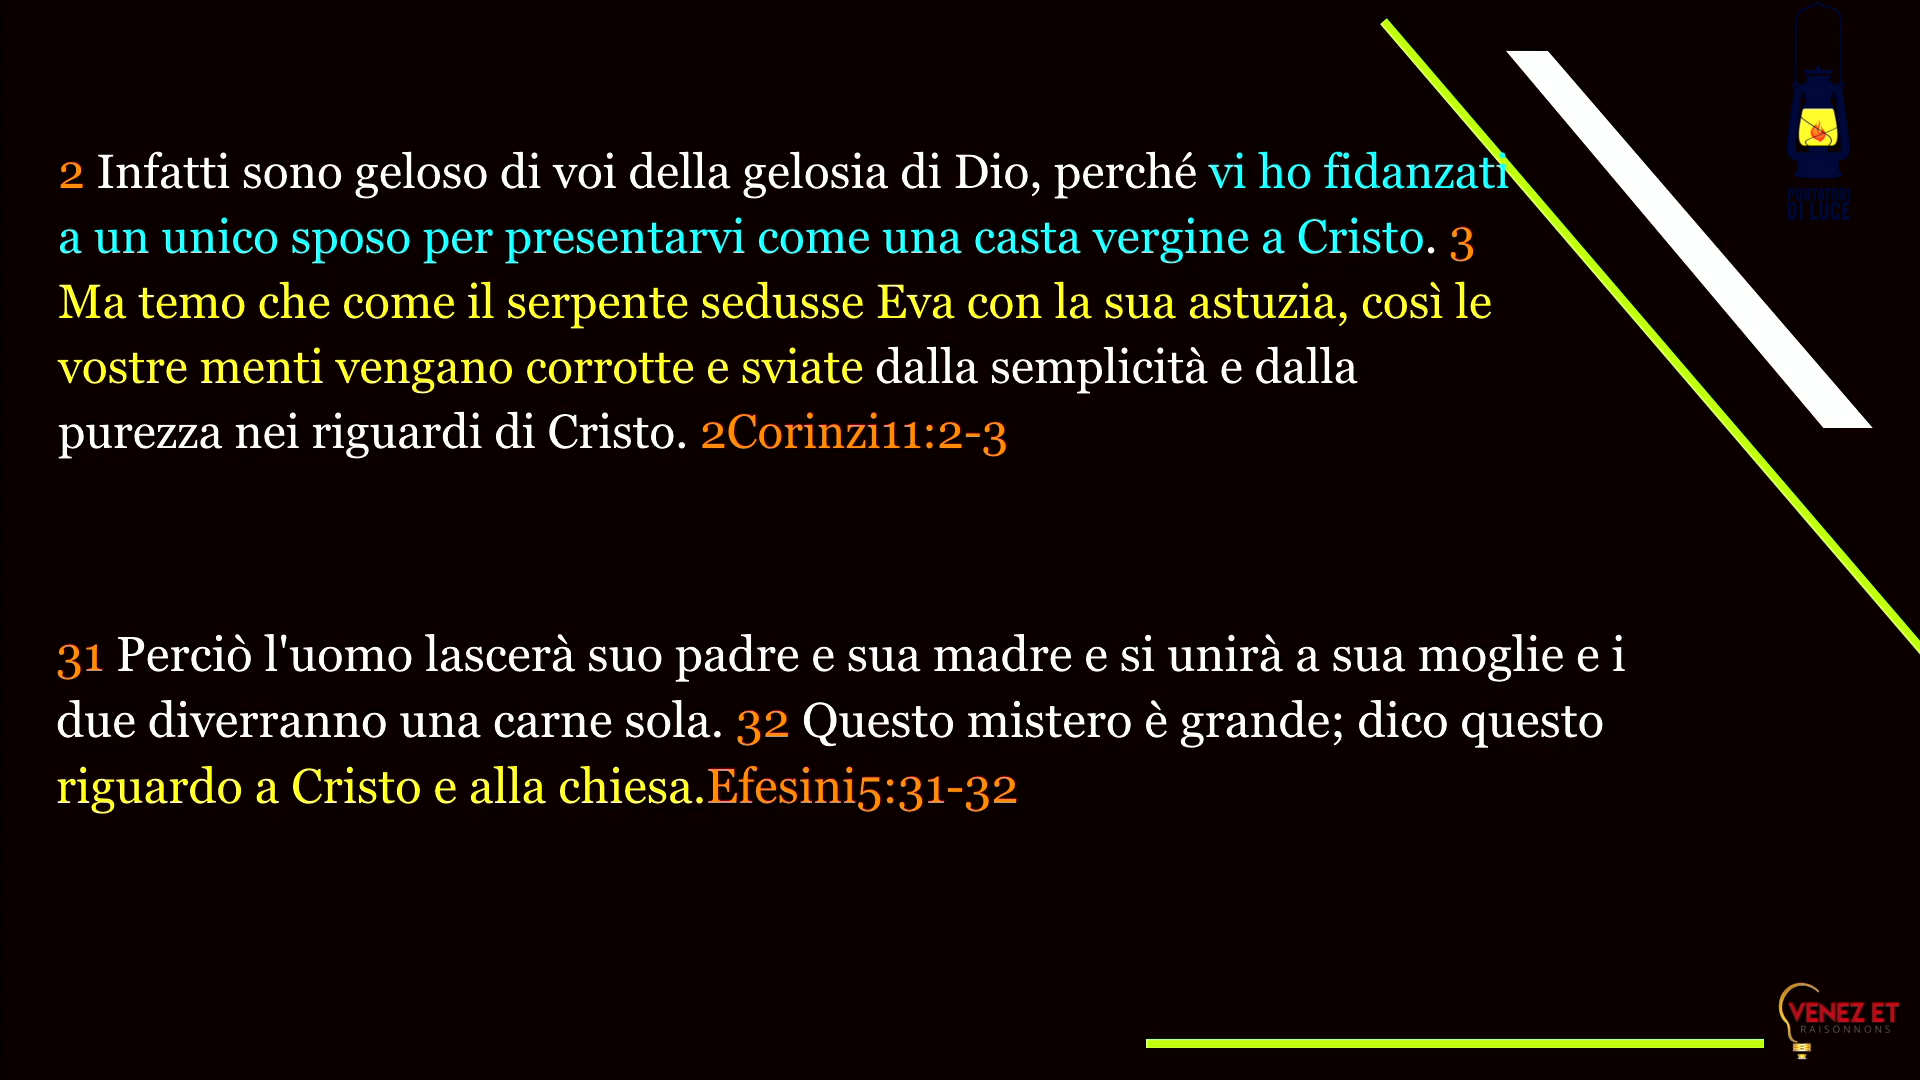 2 Infatti sono geloso di voi della gelosia di Dio, perché vi ho fidanzati
a un unico sposo per presentarvi come una casta vergine a Cristo. 3
Ma temo che come il serpente sedusse Eva con la sua astuzia, così le
vostre menti vengano corrotte e sviate dalla semplicità e dalla
purezza nei riguardi di Cristo. 2Corinzi11:2-3
31 Perciò l'uomo lascerà suo padre e sua madre e si unirà a sua moglie e i
due diverranno una carne sola. 32 Questo mistero è grande; dico questo
riguardo a Cristo e alla chiesa.Efesini5:31-32
PORTATORI
DI LUCE
VENEZ ET
RAISONNONS